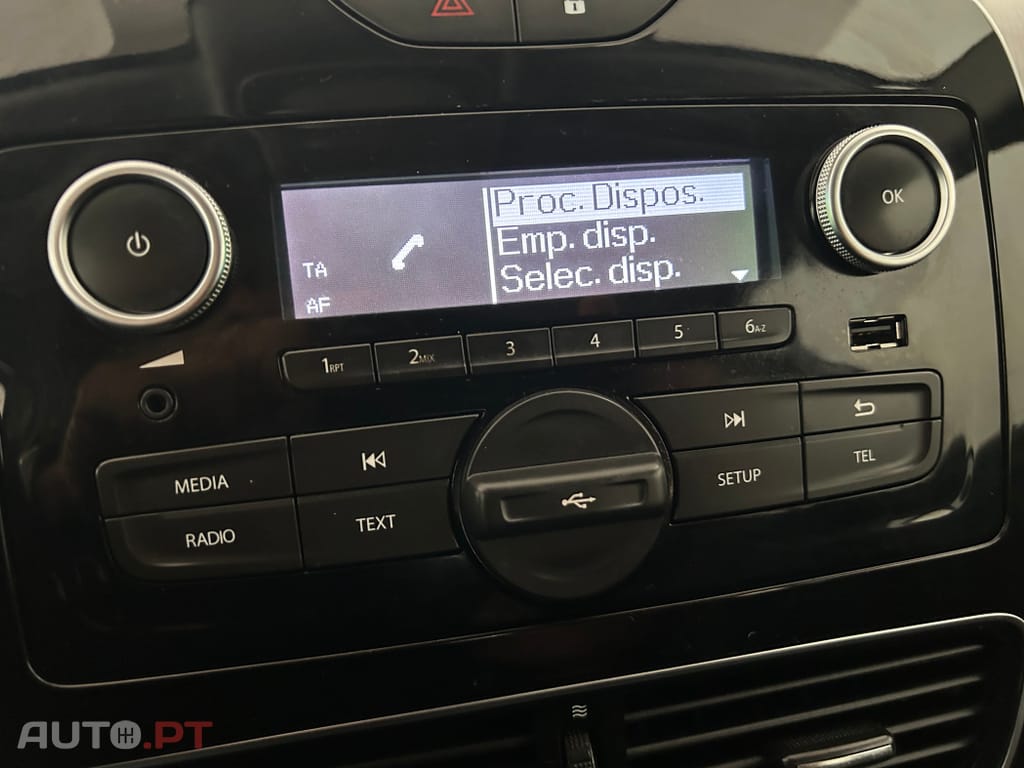 Proc. Dispos.
Emp. disp.
Selec. disp.
TA
AF
OK
1RPT
2MIX
3
4
5
6A-Z
MEDIA
RADIO
TEXT
SETUP
TEL
AUTO.PT